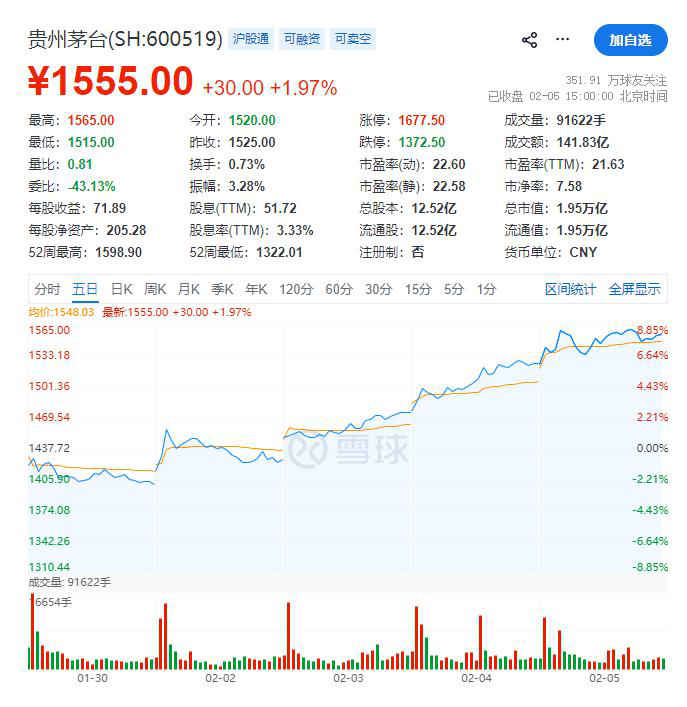 贵州茅台(SH:600519) 沪股通 可融资 可卖空 加自选
¥1555.00 +30.00 +1.97%
351.91 万球友关注
已收盘 02-05 15:00:00 北京时间
最高：1565.00 今开：1520.00 涨停：1677.50 成交量：91622手
最低：1515.00 昨收：1525.00 跌停：1372.50 成交额：141.83亿
量比：0.81 换手：0.73% 市盈率(动)：22.60 市盈率(TTM)：21.63
委比：-43.13% 振幅：3.28% 市盈率(静)：22.58 市净率：7.58
每股收益：71.89 股息(TTM)：51.72 总股本：12.52亿 总市值：1.95万亿
每股净资产：205.28 股息率(TTM)：3.33% 流通股：12.52亿 流通值：1.95万亿
52周最高：1598.90 52周最低：1322.01 注册制：否 货币单位：CNY
分时 五日 日K 周K 月K 季K 年K 120分 60分 30分 15分 5分 1分 区间统计 全屏显示
均价:1548.03 最新:1555.00 +30.00 +1.97%
1565.00 8.85%
1533.18 6.64%
1501.36 4.43%
1469.54 2.21%
1437.72 0.00%
雪球
1405.90 -2.21%
1374.08 -4.43%
1342.26 -6.64%
1310.44 -8.85%
成交量: 91622手
6654手
01-30 02-02 02-03 02-04 02-05